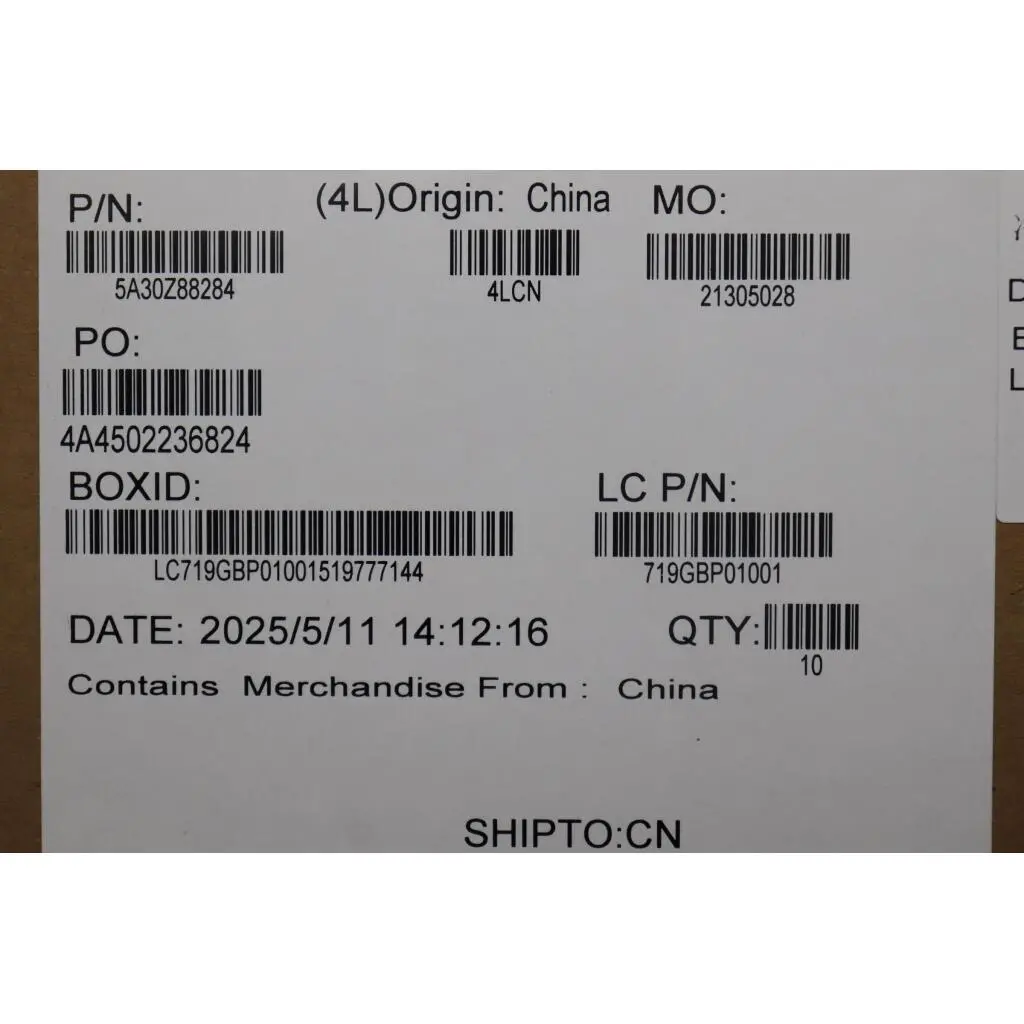 P/N: (4L)Origin: China MO:
5A30Z88284 4LCN 21305028
PO:
4A4502236824
BOXID: LC P/N:
LC719GBP01001519777144 719GBP01001
DATE: 2025/5/11 14:12:16 QTY:
10
Contains Merchandise From : China
SHIPTO:CN